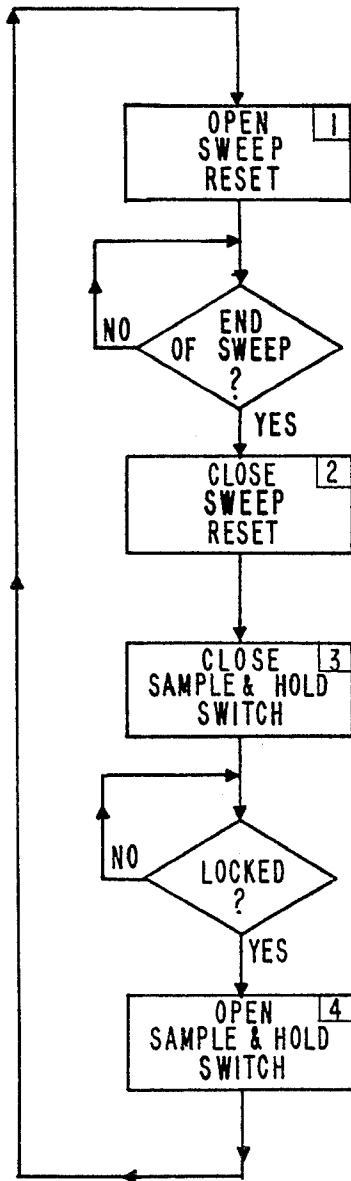 OPEN 1
SWEEP
RESET
END
NO OF SWEEP
?
YES
CLOSE 2
SWEEP
RESET
CLOSE 3
SAMPLE & HOLD
SWITCH
NO LOCKED
?
YES
OPEN 4
SAMPLE & HOLD
SWITCH